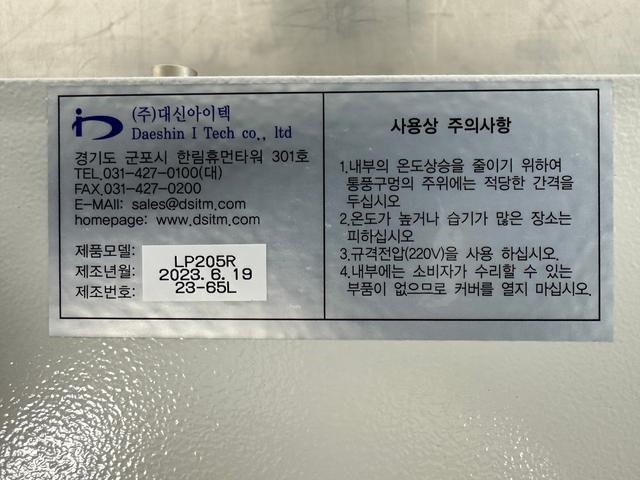 (주)대신아이텍
Daeshin I Tech co., ltd
경기도 군포시 한림휴먼타워 301호
TEL.031-427-0100(대)
FAX.031-427-0200
E-MAIl: sales@dsitm.com
homepage: www.dsitm.com
제품모델: LP205R
제조년월: 2023. 6. 19
제조번호: 23-65L
사용상 주의사항
1.내부의 온도상승을 줄이기 위하여
통풍구멍의 주위에는 적당한 간격을
두십시오
2.온도가 높거나 습기가 많은 장소는
피하십시오
3.규격전압(220V)을 사용 하십시오.
4.내부에는 소비자가 수리할 수 있는
부품이 없으므로 커버를 열지 마십시오.